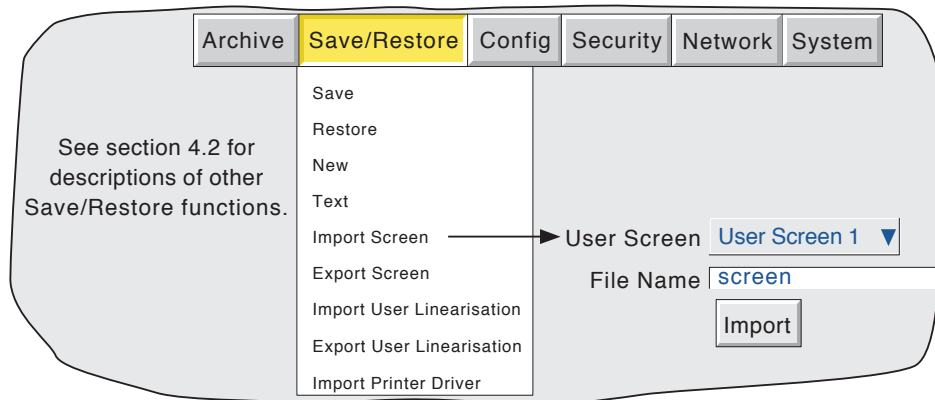 Archive Save/Restore Config Security Network System
Save
Restore
New
Text
Import Screen
Export Screen
Import User Linearisation
Export User Linearisation
Import Printer Driver
See section 4.2 for
descriptions of other
Save/Restore functions.
User Screen User Screen 1 ▼
File Name screen
Import